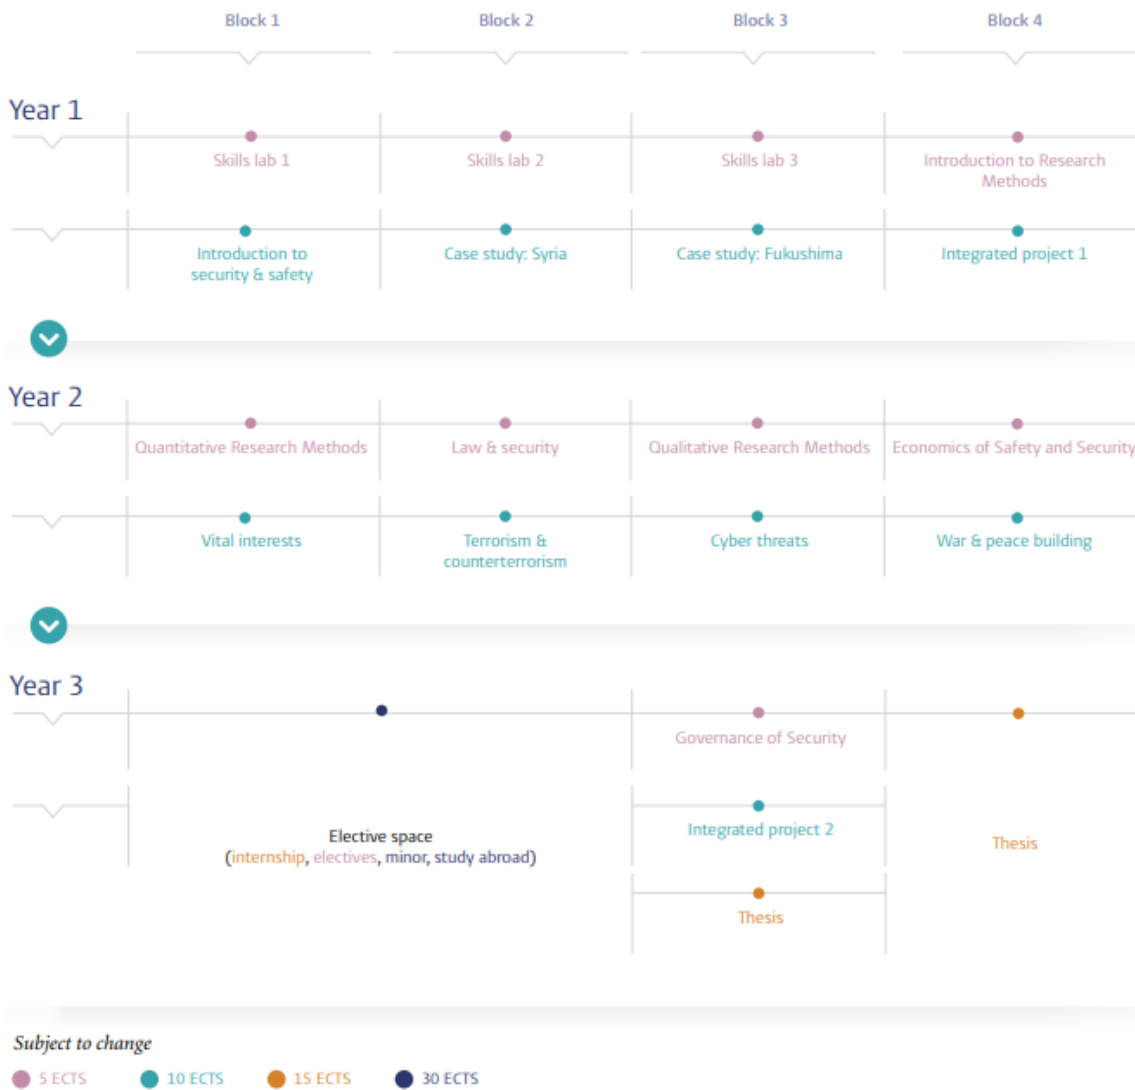 Block 1
Block 2
Block 3
Block 4
Year 1
Skills lab 1
Skills lab 2
Skills lab 3
Introduction to Research
Methods
Introduction to
security & safety
Case study: Syria
Case study: Fukushima
Integrated project 1
Year 2
Quantitative Research Methods
Law & security
Qualitative Research Methods
Economics of Safety and Security
Vital interests
Terrorism &
counterterrorism
Cyber threats
War & peace building
Year 3
Governance of Security
Elective space
(internship, electives, minor, study abroad)
Integrated project 2
Thesis
Thesis
Subject to change
5 ECTS
10 ECTS
15 ECTS
30 ECTS